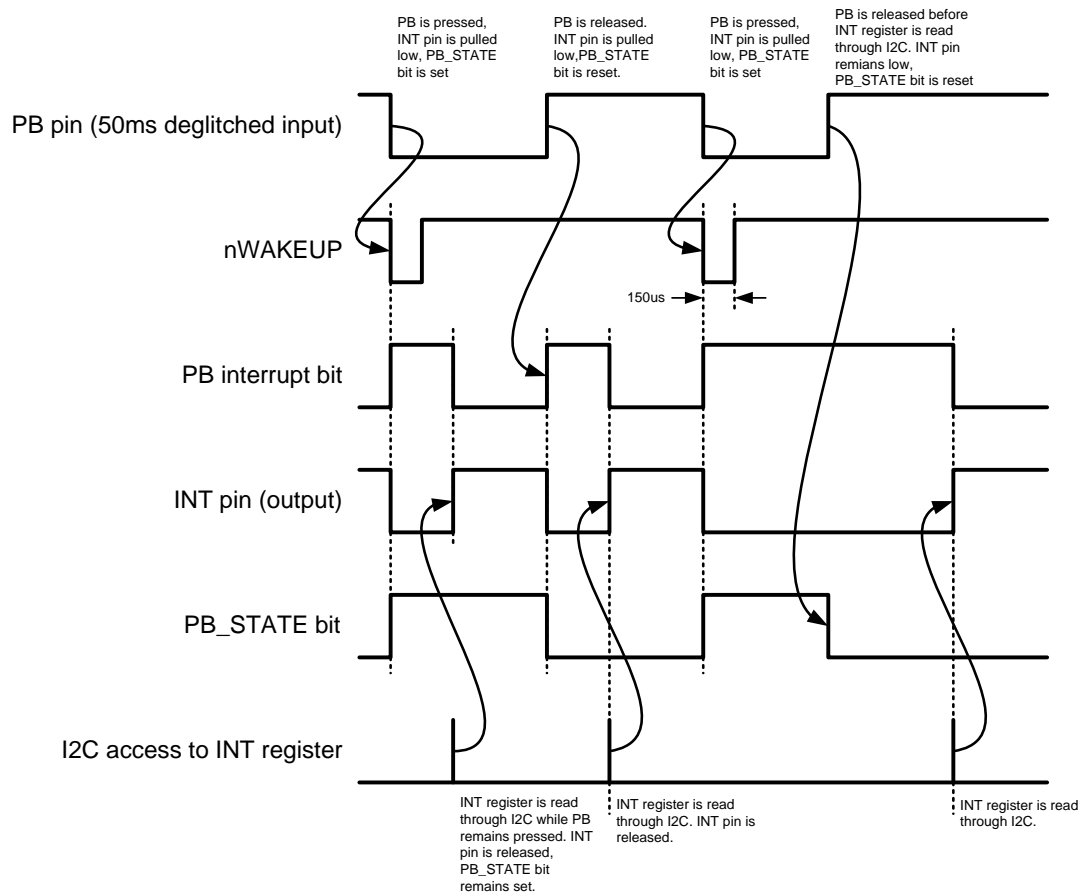 PB is pressed,
INT pin is pulled
low, PB_STATE
bit is set
PB is released.
INT pin is pulled
low,PB_STATE
bit is reset.
PB is pressed,
INT pin is pulled
low, PB_STATE
bit is set
PB is released before
INT register is read
through I2C. INT pin
remians low,
PB_STATE bit is reset
PB pin (50ms deglitched input)
nWAKEUP
150us
PB interrupt bit
INT pin (output)
PB_STATE bit
I2C access to INT register
INT register is read
through I2C while PB
remains pressed. INT
pin is released,
PB_STATE bit
remains set.
INT register is read
through I2C. INT pin is
released.
INT register is read
through I2C.